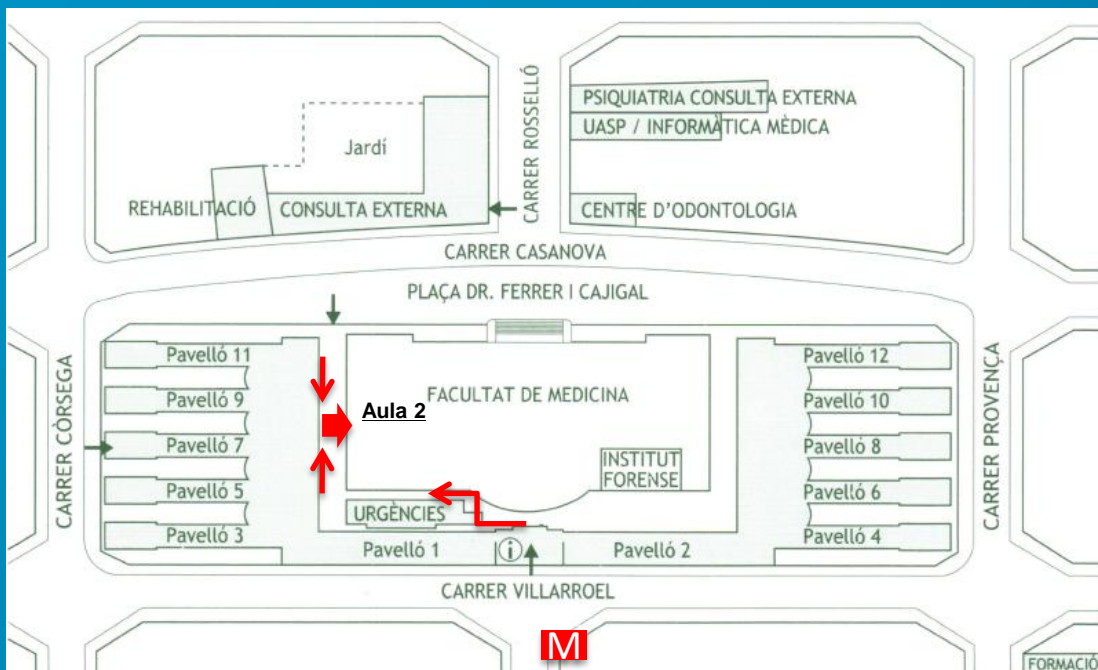 PSIQUIATRIA CONSULTA EXTERNA
UASP / INFORMÀTICA MÈDICA
Jardí
CARRER ROSSELLÓ
REHABILITACIÓ
CONSULTA EXTERNA
CENTRE D'ODONTOLOGIA
CARRER CASANOVA
PLAÇA DR. FERRER I CAJIGAL
CARRER CÒRSEGA
Pavelló 11
Pavelló 9
Pavelló 7
Pavelló 5
Pavelló 3
Aula 2
FACULTAT DE MEDICINA
INSTITUT
FORENSE
URGÈNCIES
Pavelló 12
Pavelló 10
Pavelló 8
Pavelló 6
Pavelló 4
CARRER PROVENÇA
Pavelló 1
i
Pavelló 2
CARRER VILLARROEL
M
FORMACIÓ